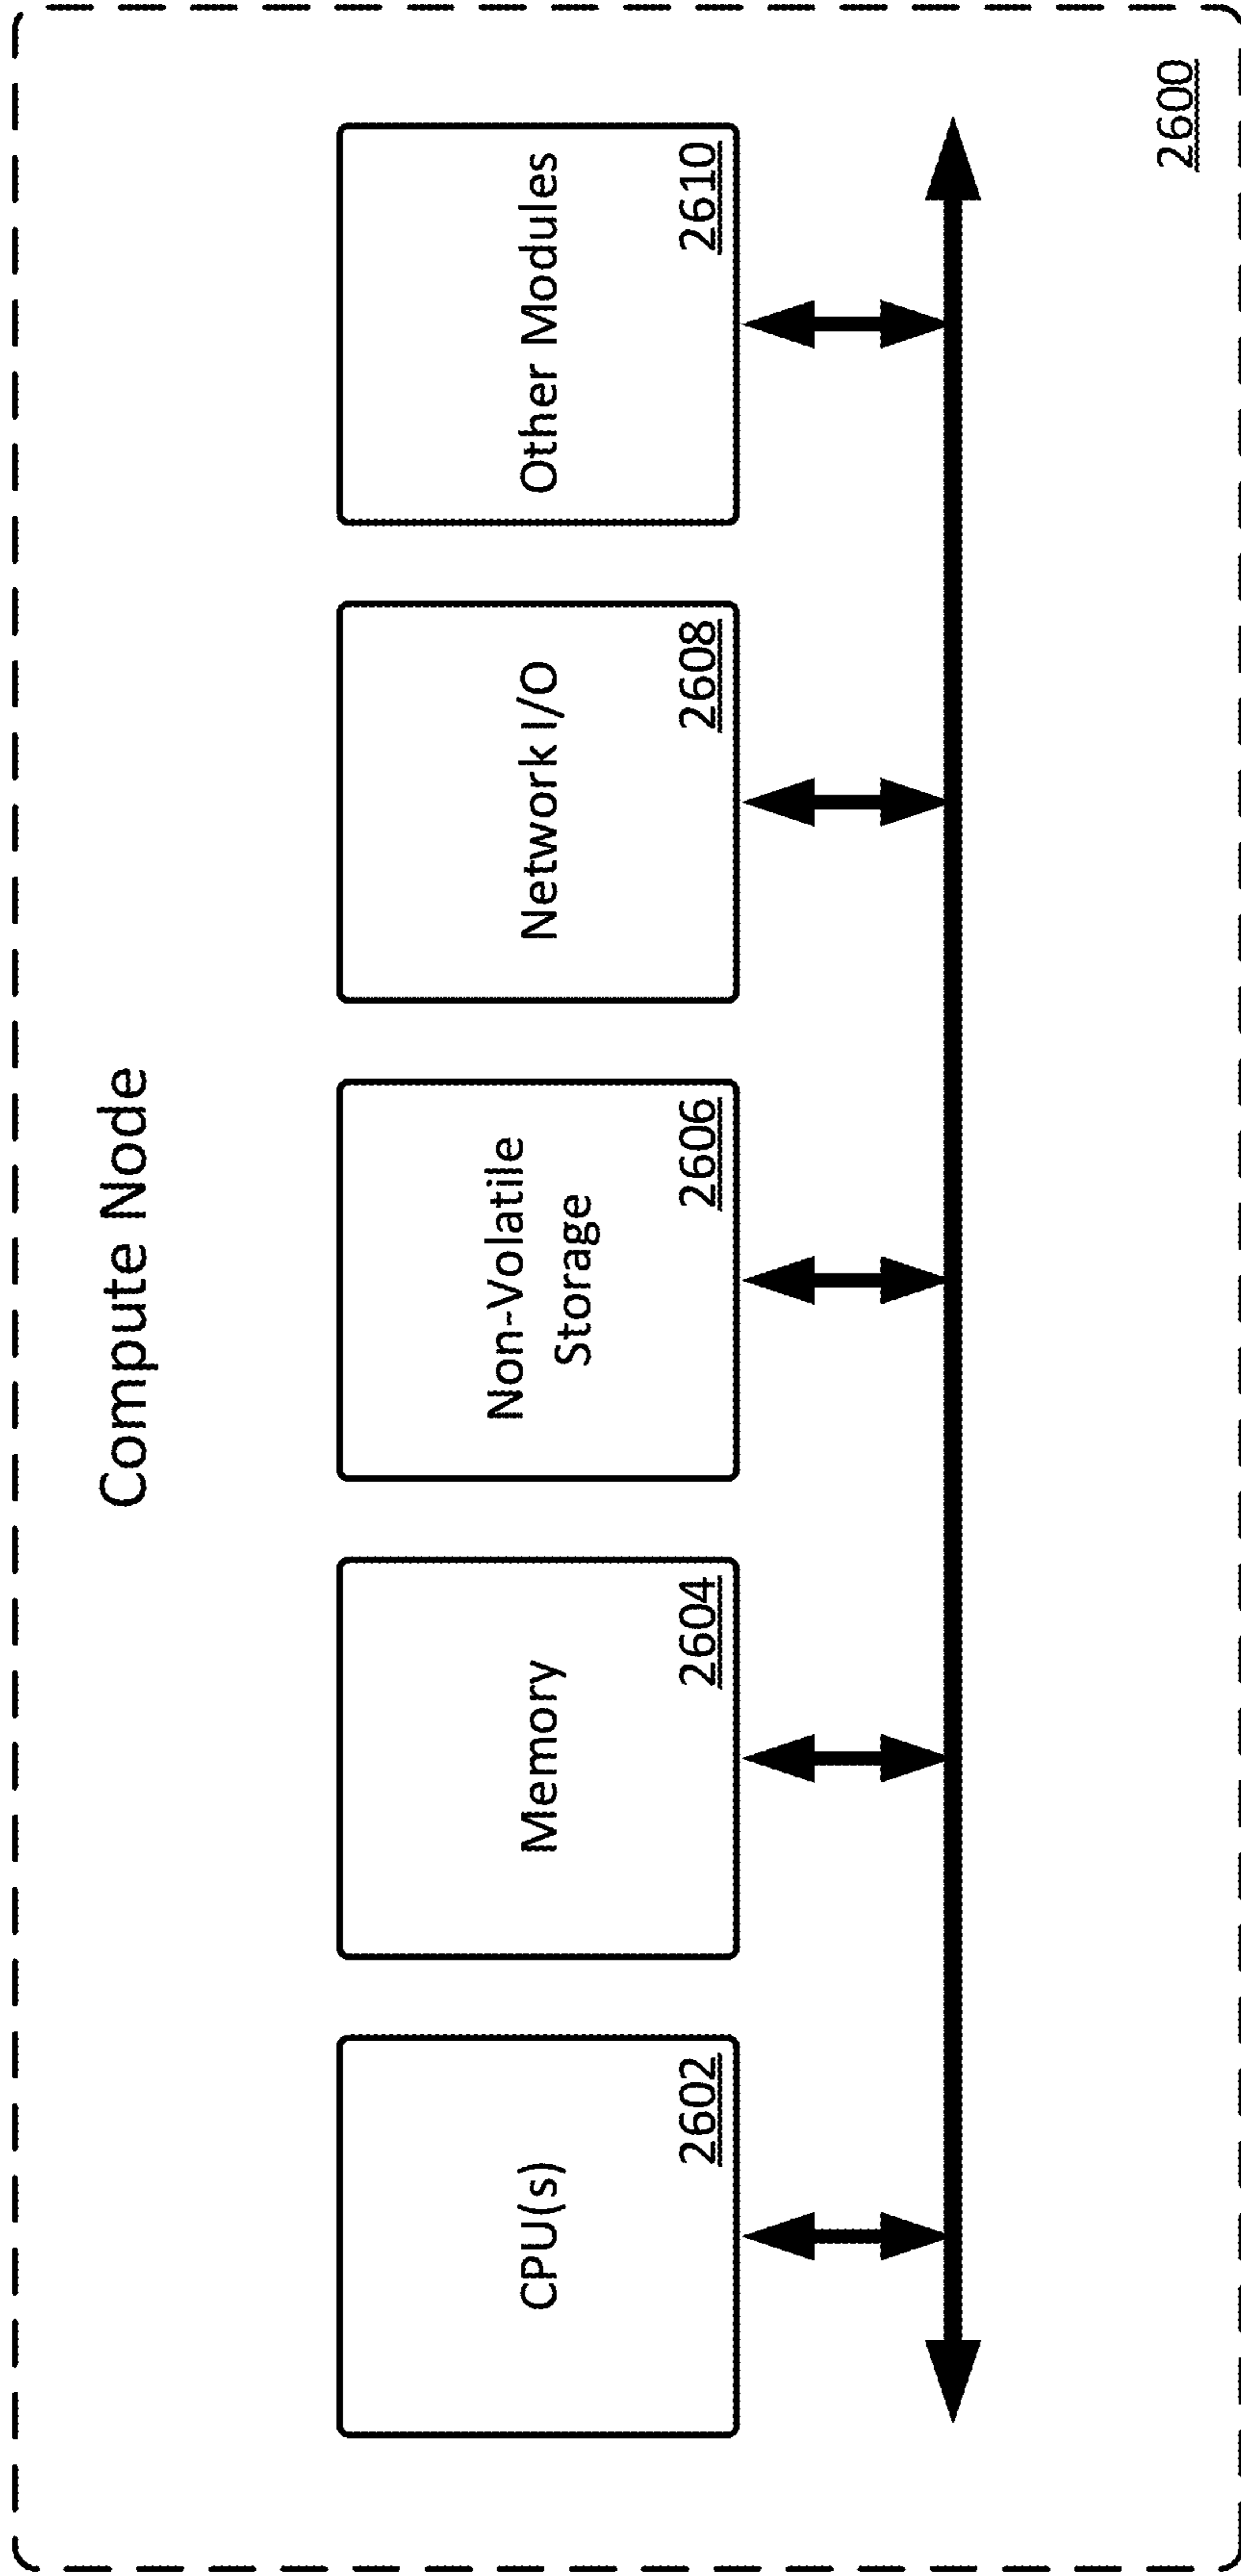 Compute Node
CPU(s)
2602
Memory
2604
Non-Volatile
Storage
2606
Network I/O
2608
Other Modules
2610
2600